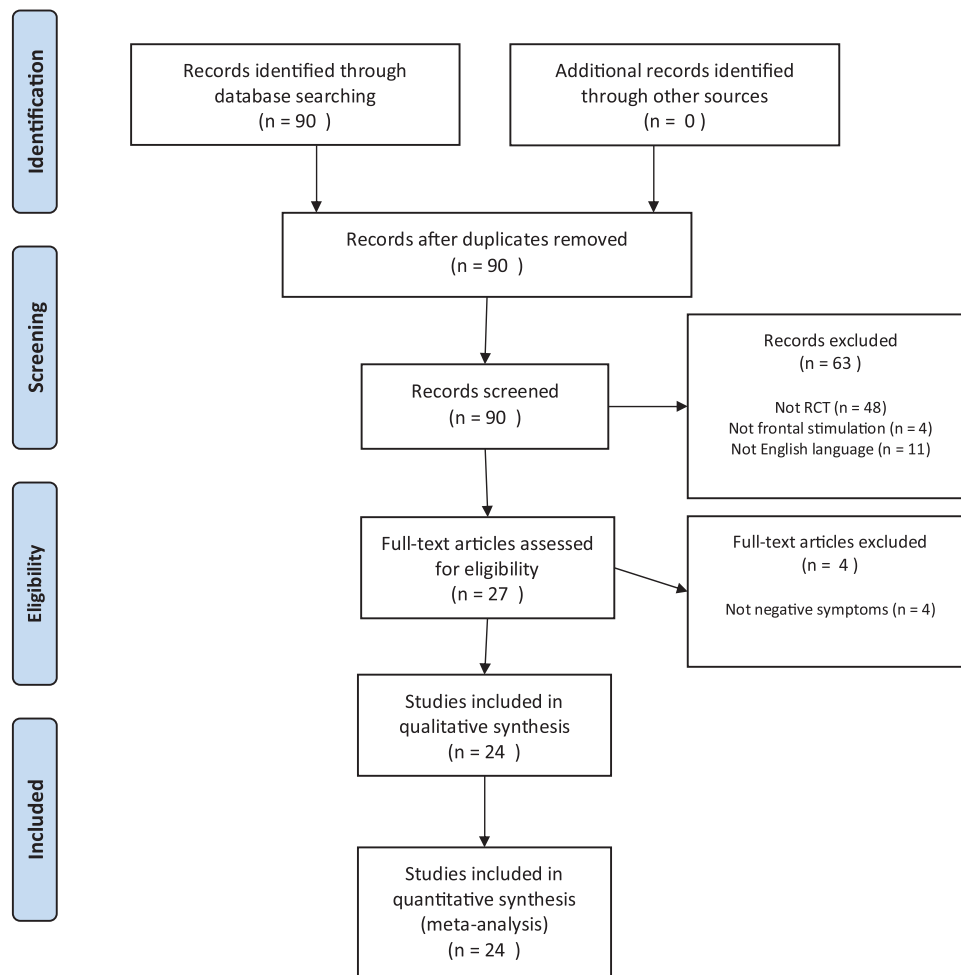 Identification
Records identified through
database searching
(n = 90 )
Additional records identified
through other sources
(n = 0 )
Records after duplicates removed
(n = 90 )
Screening
Records screened
(n = 90 )
Records excluded
(n = 63 )
Not RCT (n = 48)
Not frontal stimulation (n = 4)
Not English language (n = 11)
Eligibility
Full-text articles assessed
for eligibility
(n = 27 )
Full-text articles excluded
(n = 4 )
Not negative symptoms (n = 4)
Included
Studies included in
qualitative synthesis
(n = 24 )
Studies included in
quantitative synthesis
(meta-analysis)
(n = 24 )